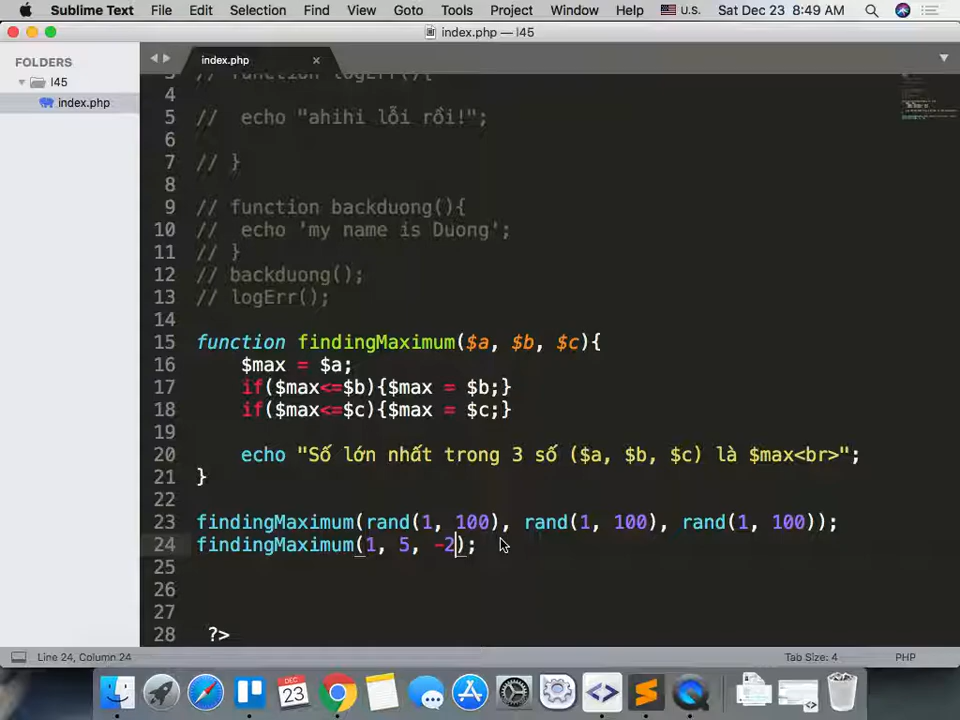 Sublime Text File Edit Selection Find View Goto Tools Project Window Help U.S. Sat Dec 23 8:49 AM
index.php — l45
FOLDERS
l45
index.php
index.php
3 // function logErr(){
4
5 // echo "ahihi lỗi rồi!";
6
7 // }
8
9 // function backduong(){
10 // echo 'my name is Duong';
11 // }
12 // backduong();
13 // logErr();
14
15 function findingMaximum($a, $b, $c){
16 $max = $a;
17 if($max<=$b){$max = $b;}
18 if($max<=$c){$max = $c;}
19
20 echo "Số lớn nhất trong 3 số ($a, $b, $c) là $max<br>";
21 }
22
23 findingMaximum(rand(1, 100), rand(1, 100), rand(1, 100));
24 findingMaximum(1, 5, -2);
25
26
27
28 ?>
Line 24, Column 24 Tab Size: 4 PHP
DEC
23